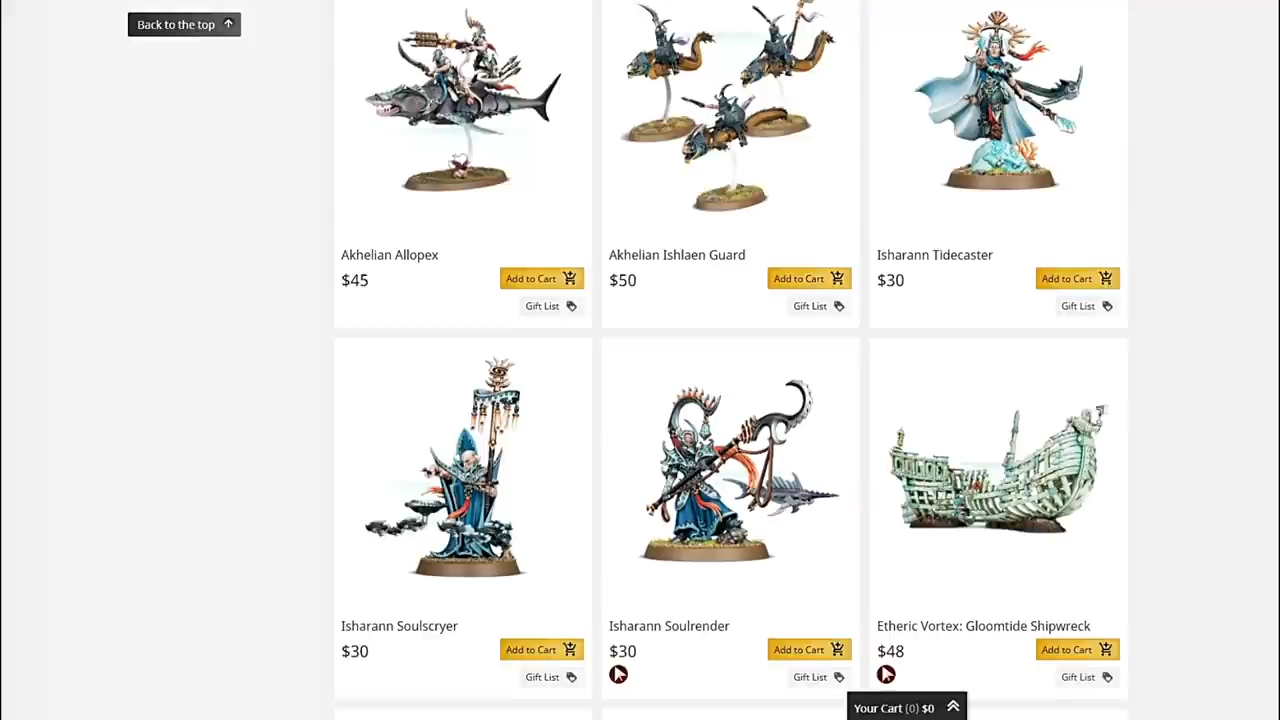 Back to the top
Akhelian Allopex
$45
Add to Cart
Gift List
Akhelian Ishlaen Guard
$50
Add to Cart
Gift List
Isharann Tidecaster
$30
Add to Cart
Gift List
Isharann Soulscryer
$30
Add to Cart
Gift List
Isharann Soulrender
$30
Add to Cart
Gift List
Etheric Vortex: Gloomtide Shipwreck
$48
Add to Cart
Gift List
Your Cart (0) $0